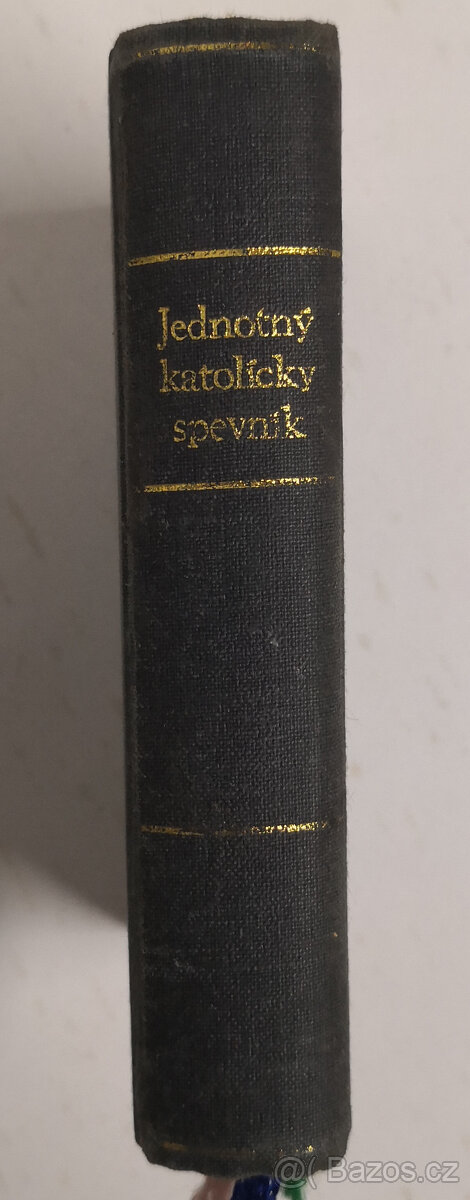 Jednotný
katolícky
spevník
@( Bazos.cz